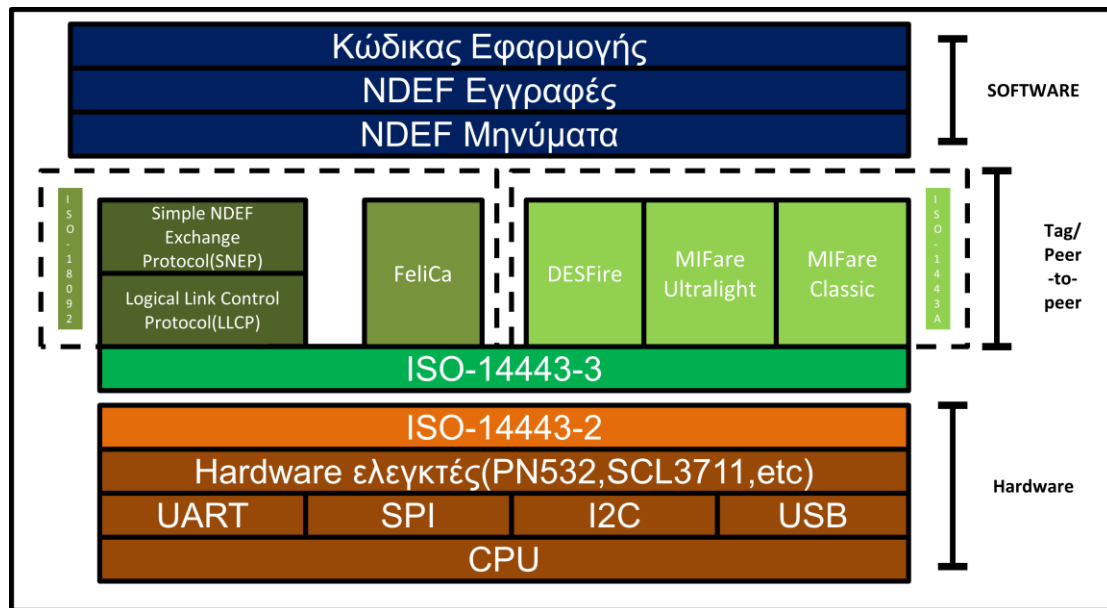 Κώδικας Εφαρμογής
NDEF Εγγραφές
NDEF Μηνύματα
SOFTWARE
ISO-18092
Simple NDEF
Exchange
Protocol(SNEP)
Logical Link Control
Protocol(LLCP)
FeliCa
DESFire
MIFare
Ultralight
MIFare
Classic
ISO-1443A
Tag/
Peer
-to-
peer
ISO-14443-3
ISO-14443-2
Hardware ελεγκτές(PN532,SCL3711,etc)
UART
SPI
I2C
USB
CPU
Hardware